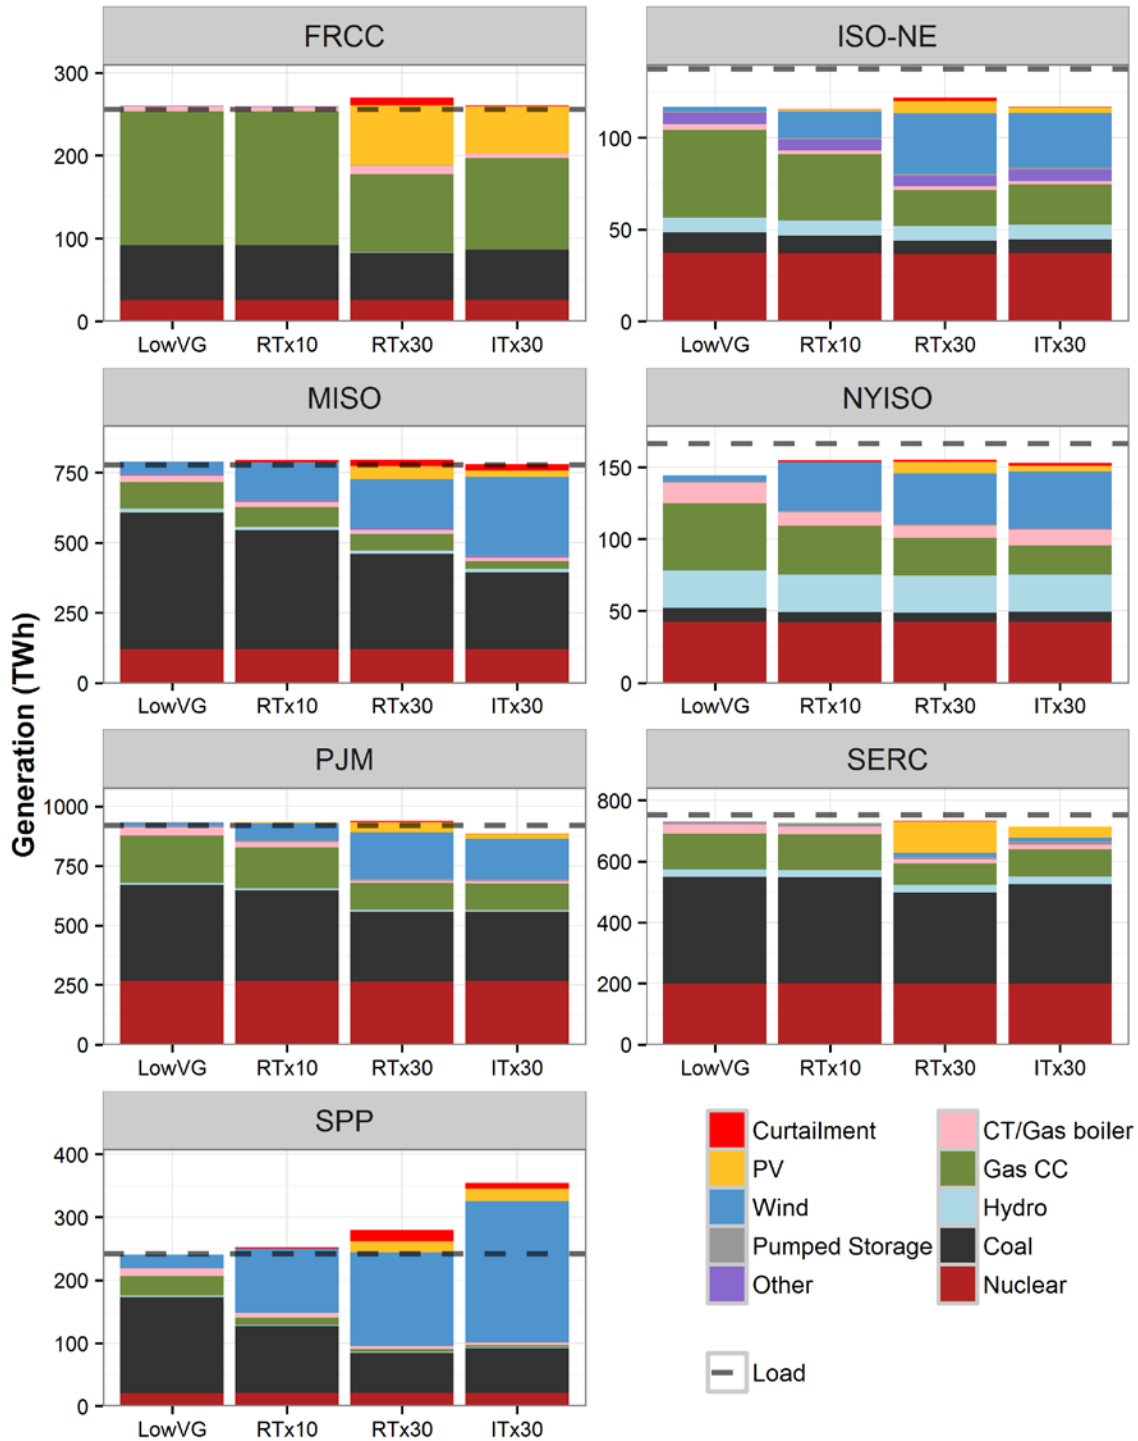 FRCC
300
200
100
0
LowVG RTx10 RTx30 ITx30
ISO-NE
100
50
0
LowVG RTx10 RTx30 ITx30
MISO
750
500
250
0
LowVG RTx10 RTx30 ITx30
NYISO
150
100
50
0
LowVG RTx10 RTx30 ITx30
Generation (TWh)
PJM
1000
750
500
250
0
LowVG RTx10 RTx30 ITx30
SERC
800
600
400
200
0
LowVG RTx10 RTx30 ITx30
SPP
400
300
200
100
0
LowVG RTx10 RTx30 ITx30
Curtailment
PV
Wind
Pumped Storage
Other
CT/Gas boiler
Gas CC
Hydro
Coal
Nuclear
Load